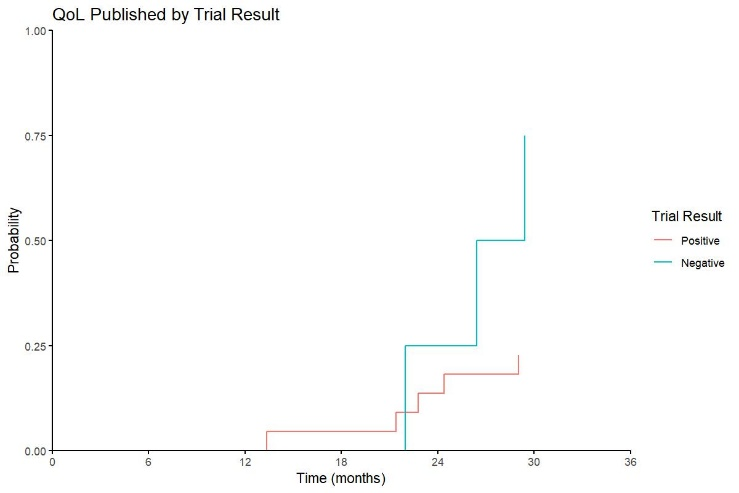 QoL Published by Trial Result
1.00
0.75
0.50
0.25
0.00
Probability
0 6 12 18 24 30 36
Time (months)
Trial Result
Positive
Negative